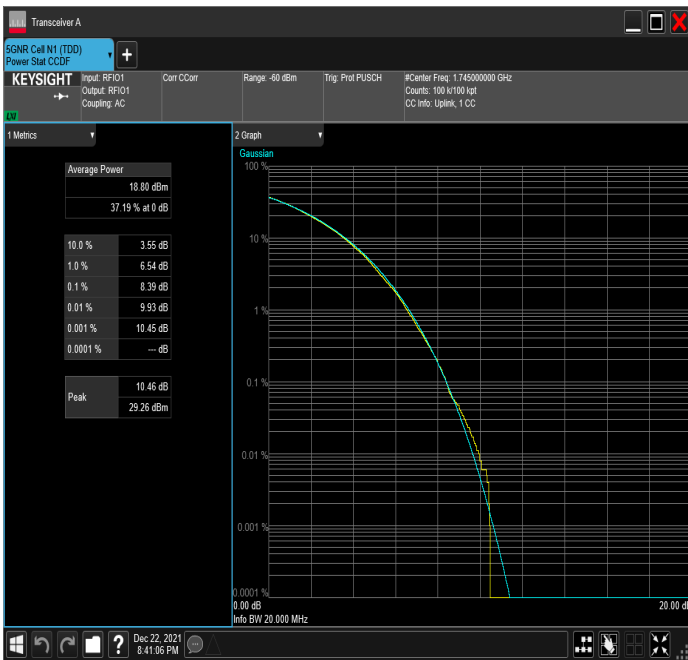 Transceiver A
5GNR Cell N1 (TDD)
Power Stat CCDF
KEYSIGHT
Input: RFIO1
Output: RFIO1
Coupling: AC
Corr CCorr
Range: -60 dBm
Trig: Prot PUSCH
#Center Freq: 1.745000000 GHz
Counts: 100 k/100 kpt
CC Info: Uplink, 1 CC
LXI
1 Metrics
Average Power
18.80 dBm
37.19 % at 0 dB
10.0 % 3.55 dB
1.0 % 6.54 dB
0.1 % 8.39 dB
0.01 % 9.93 dB
0.001 % 10.45 dB
0.0001 % --- dB
Peak
10.46 dB
29.26 dBm
2 Graph
Gaussian
100 %
10 %
1 %
0.1 %
0.01 %
0.001 %
0.0001 %
0.00 dB
20.00 dB
Info BW 20.000 MHz
?
Dec 22, 2021
8:41:06 PM